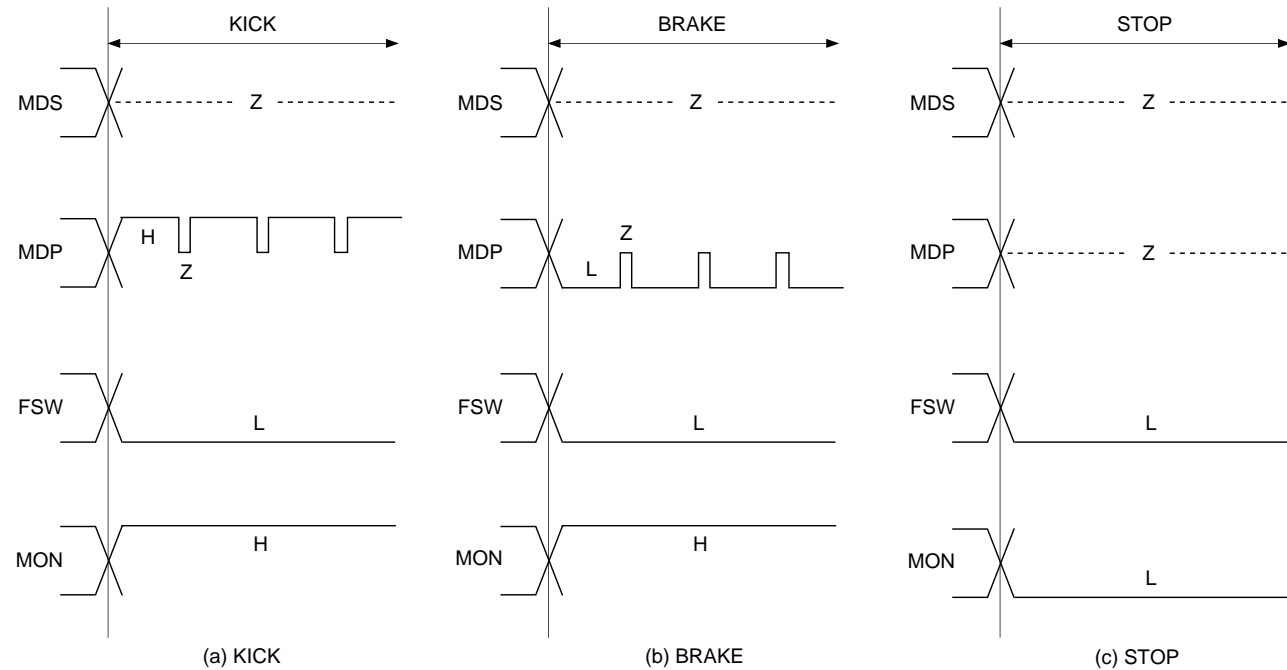 KICK
MDS Z
MDP H Z
FSW L
MON H
(a) KICK
BRAKE
MDS Z
MDP L Z
FSW L
MON H
(b) BRAKE
STOP
MDS Z
MDP Z
FSW L
MON L
(c) STOP